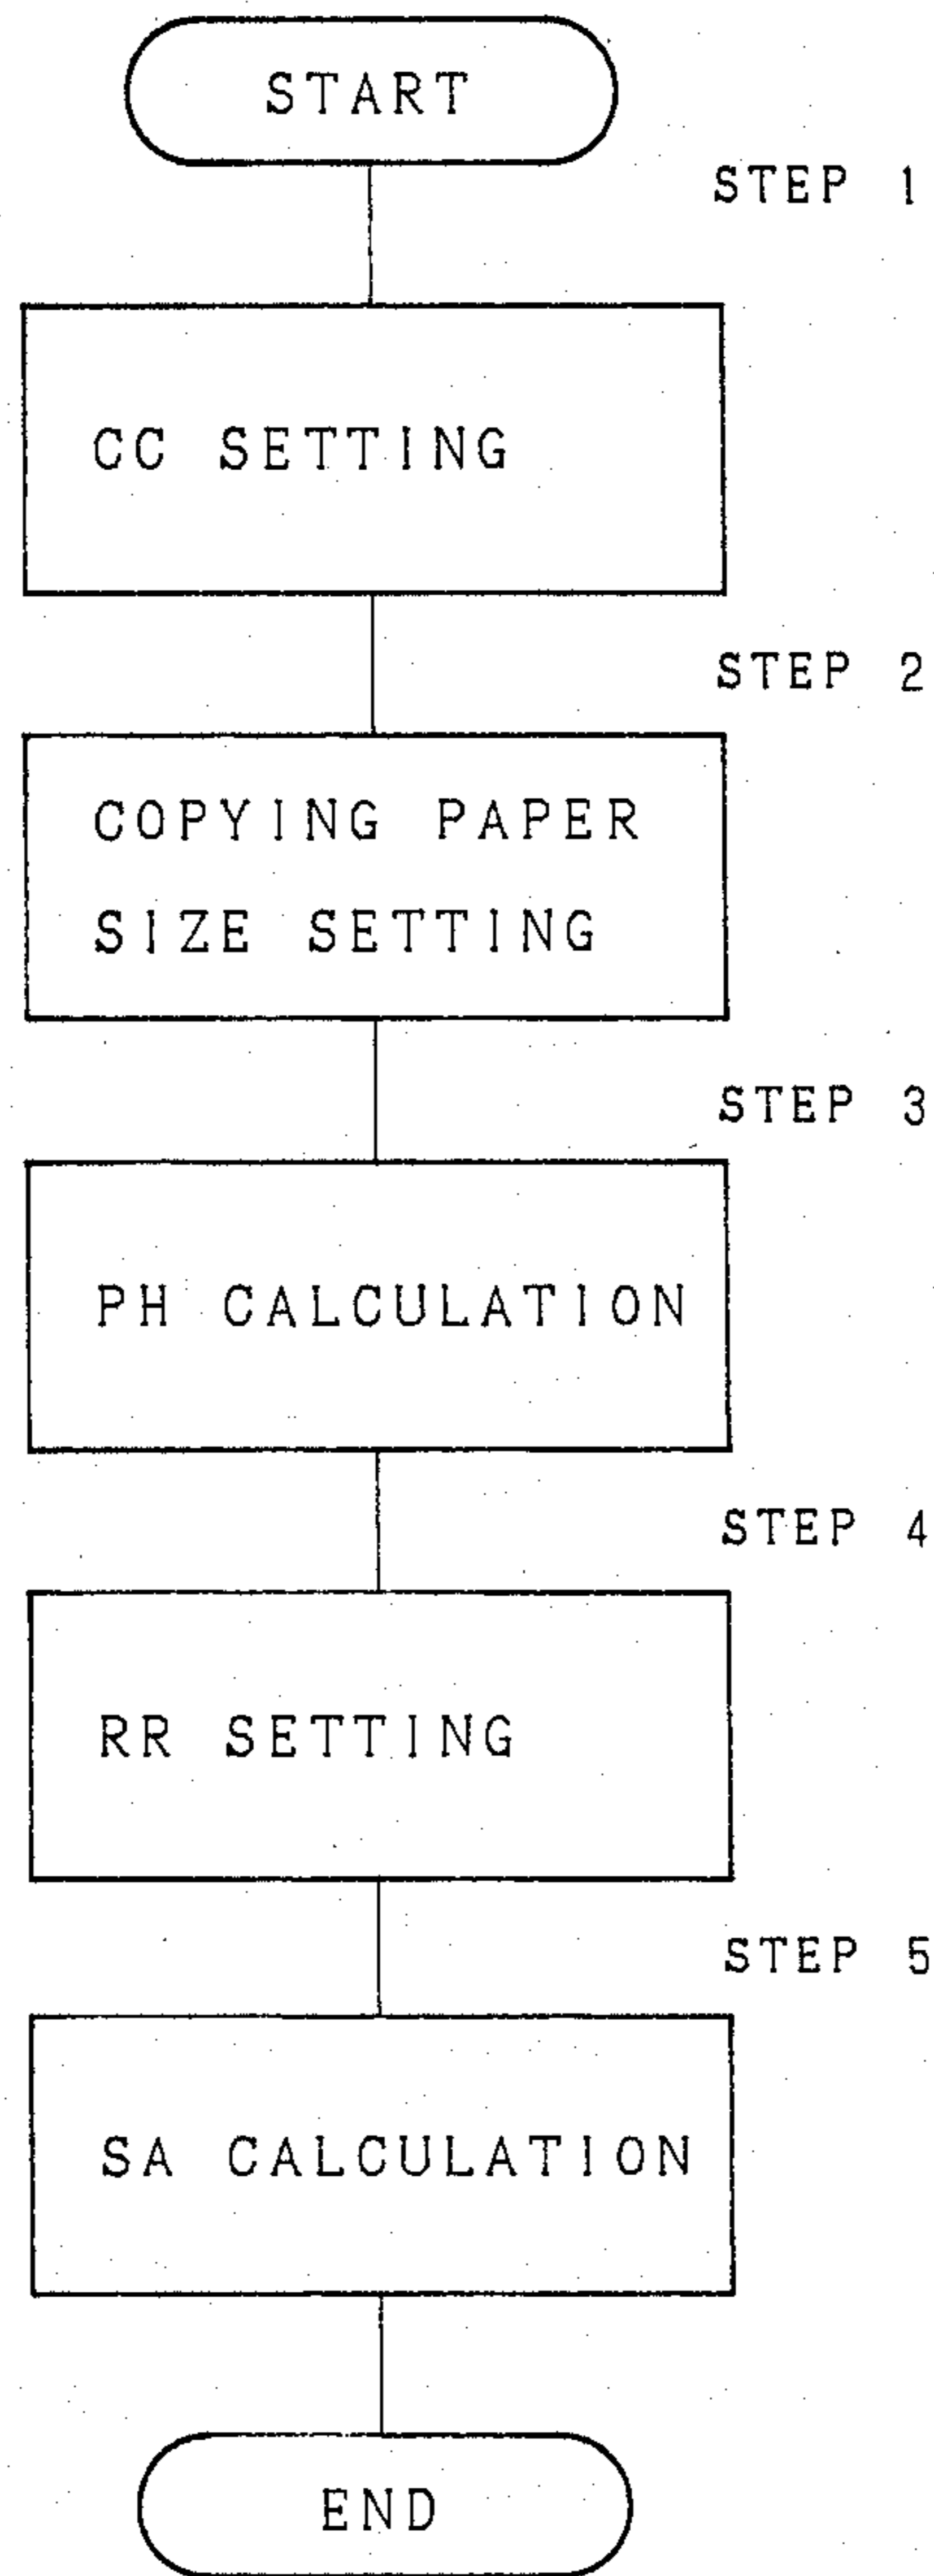 START
STEP 1
CC SETTING
STEP 2
COPYING PAPER
SIZE SETTING
STEP 3
PH CALCULATION
STEP 4
RR SETTING
STEP 5
SA CALCULATION
END